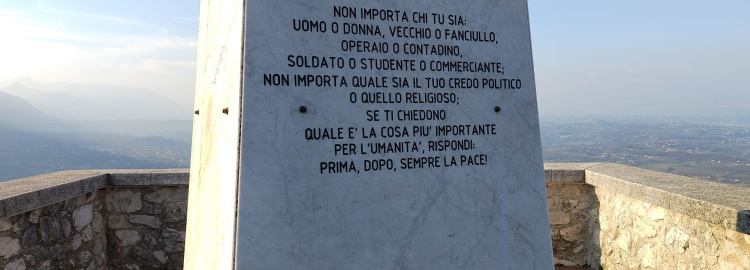 NON IMPORTA CHI TU SIA:
UOMO O DONNA, VECCHIO O FANCIULLO,
OPERAIO O CONTADINO,
SOLDATO O STUDENTE O COMMERCIANTE;
NON IMPORTA QUALE SIA IL TUO CREDO POLITICO
O QUELLO RELIGIOSO;
SE TI CHIEDONO
QUALE E' LA COSA PIU' IMPORTANTE
PER L'UMANITA', RISPONDI:
PRIMA, DOPO, SEMPRE LA PACE!